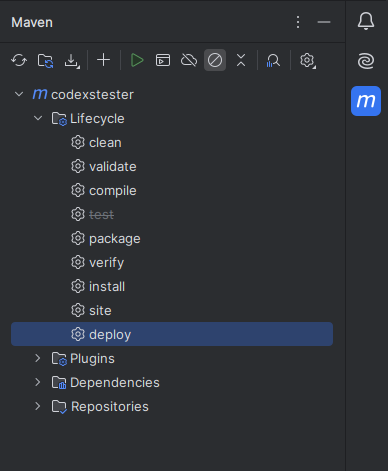 Maven
m codexstester
Lifecycle
clean
validate
compile
test
package
verify
install
site
deploy
Plugins
Dependencies
Repositories
m